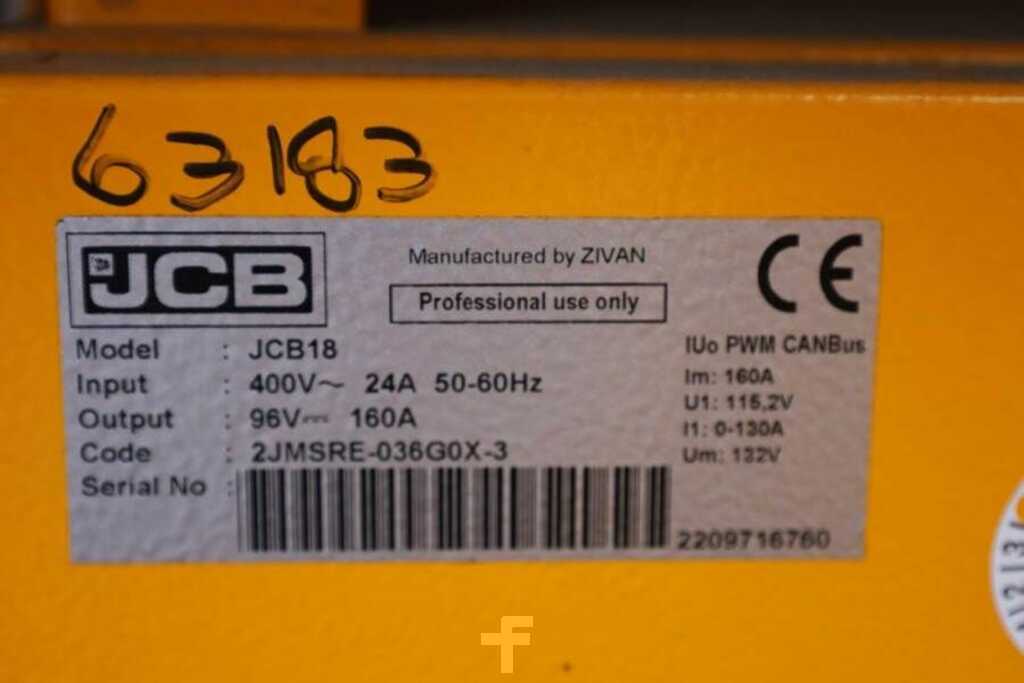 63183
JCB
Manufactured by ZIVAN
Professional use only
CE
Model : JCB18
Input : 400V~ 24A 50-60Hz
Output : 96V⎓ 160A
Code : 2JMSRE-036G0X-3
Serial No :
IUo PWM CANBus
Im: 160A
U1: 115,2V
I1: 0-130A
Um: 132V
2209716760